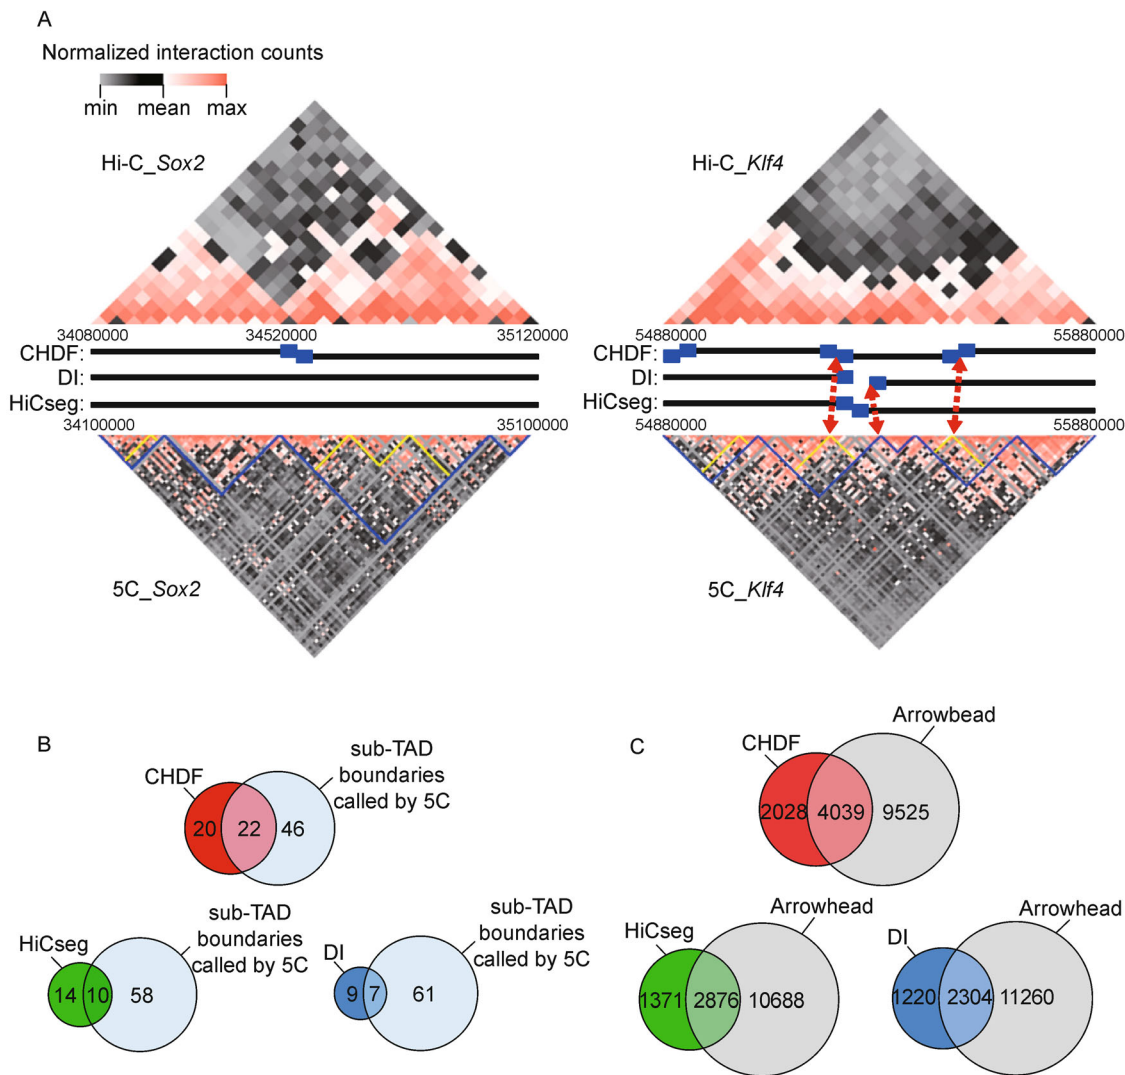 A
Normalized interaction counts
min mean max
Hi-C_Sox2
Hi-C_Klf4
34080000 34520000 35120000
54880000 55880000
CHDF:
DI:
HiCseg:
CHDF:
DI:
HiCseg:
34100000 35100000
54880000 55880000
5C_Sox2
5C_Klf4
B
CHDF
sub-TAD
boundaries
called by 5C
20 22 46
HiCseg
sub-TAD
boundaries
called by 5C
14 10 58
DI
sub-TAD
boundaries
called by 5C
9 7 61
C
CHDF
Arrowbead
2028 4039 9525
HiCseg
Arrowhead
1371 2876 10688
DI
Arrowhead
1220 2304 11260